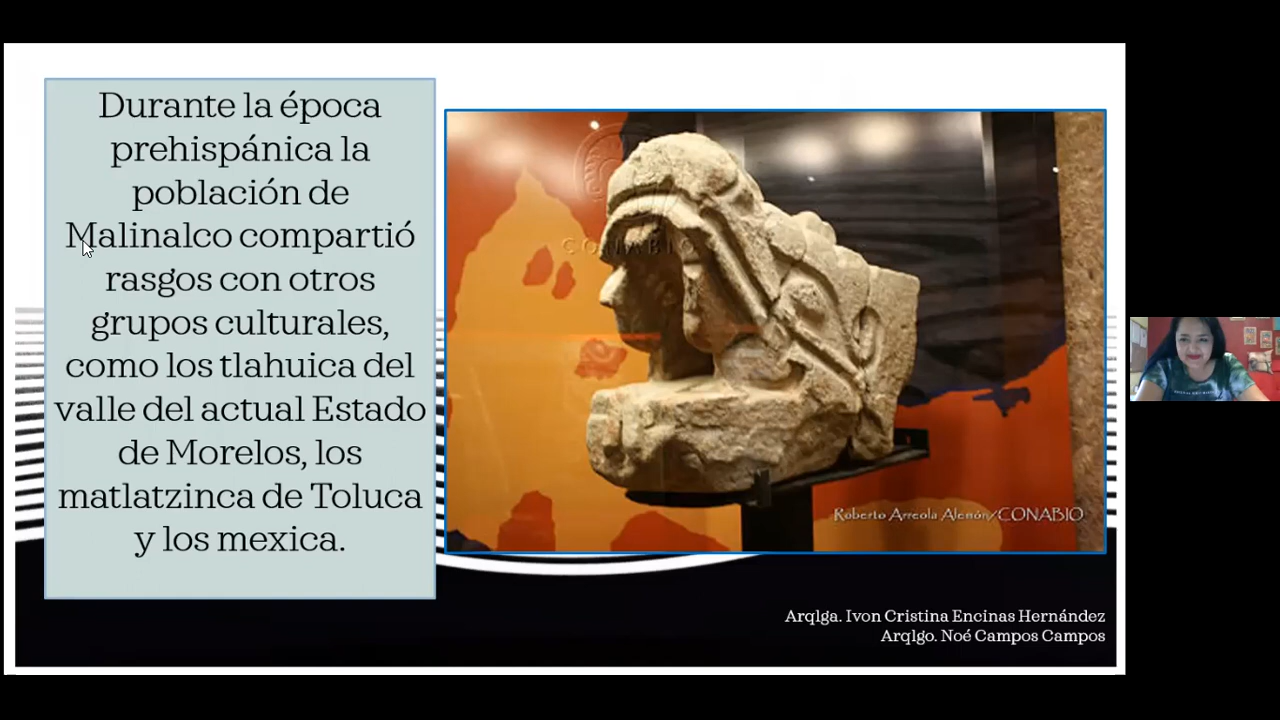 Durante la época
prehispánica la
población de
Malinalco compartió
rasgos con otros
grupos culturales,
como los tlahuica del
valle del actual Estado
de Morelos, los
matlatzinca de Toluca
y los mexica.
CONABIO
Roberto Arreola Alemón/CONABIO
Arqlga. Ivon Cristina Encinas Hernández
Arqlgo. Noé Campos Campos